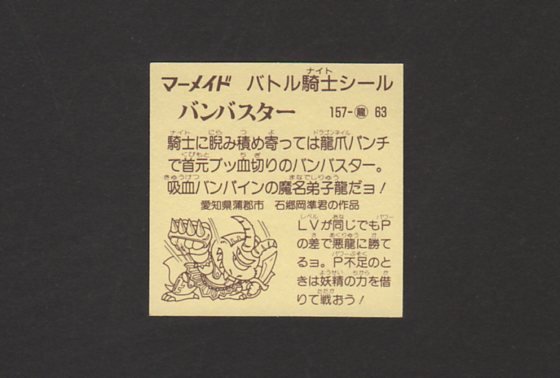 マーメイド バトル騎士シール
バンバスター 157-龍 63
騎士に睨み積め寄っては龍爪パンチ
で首元ブッ血切りのバンバスター。
吸血バンパインの魔名弟子龍だョ！
愛知県蒲郡市 石郷岡準君の作品
LVが同じでもP
の差で悪龍に勝て
るョ。P不足のと
きは妖精の力を借
りて戦おう！